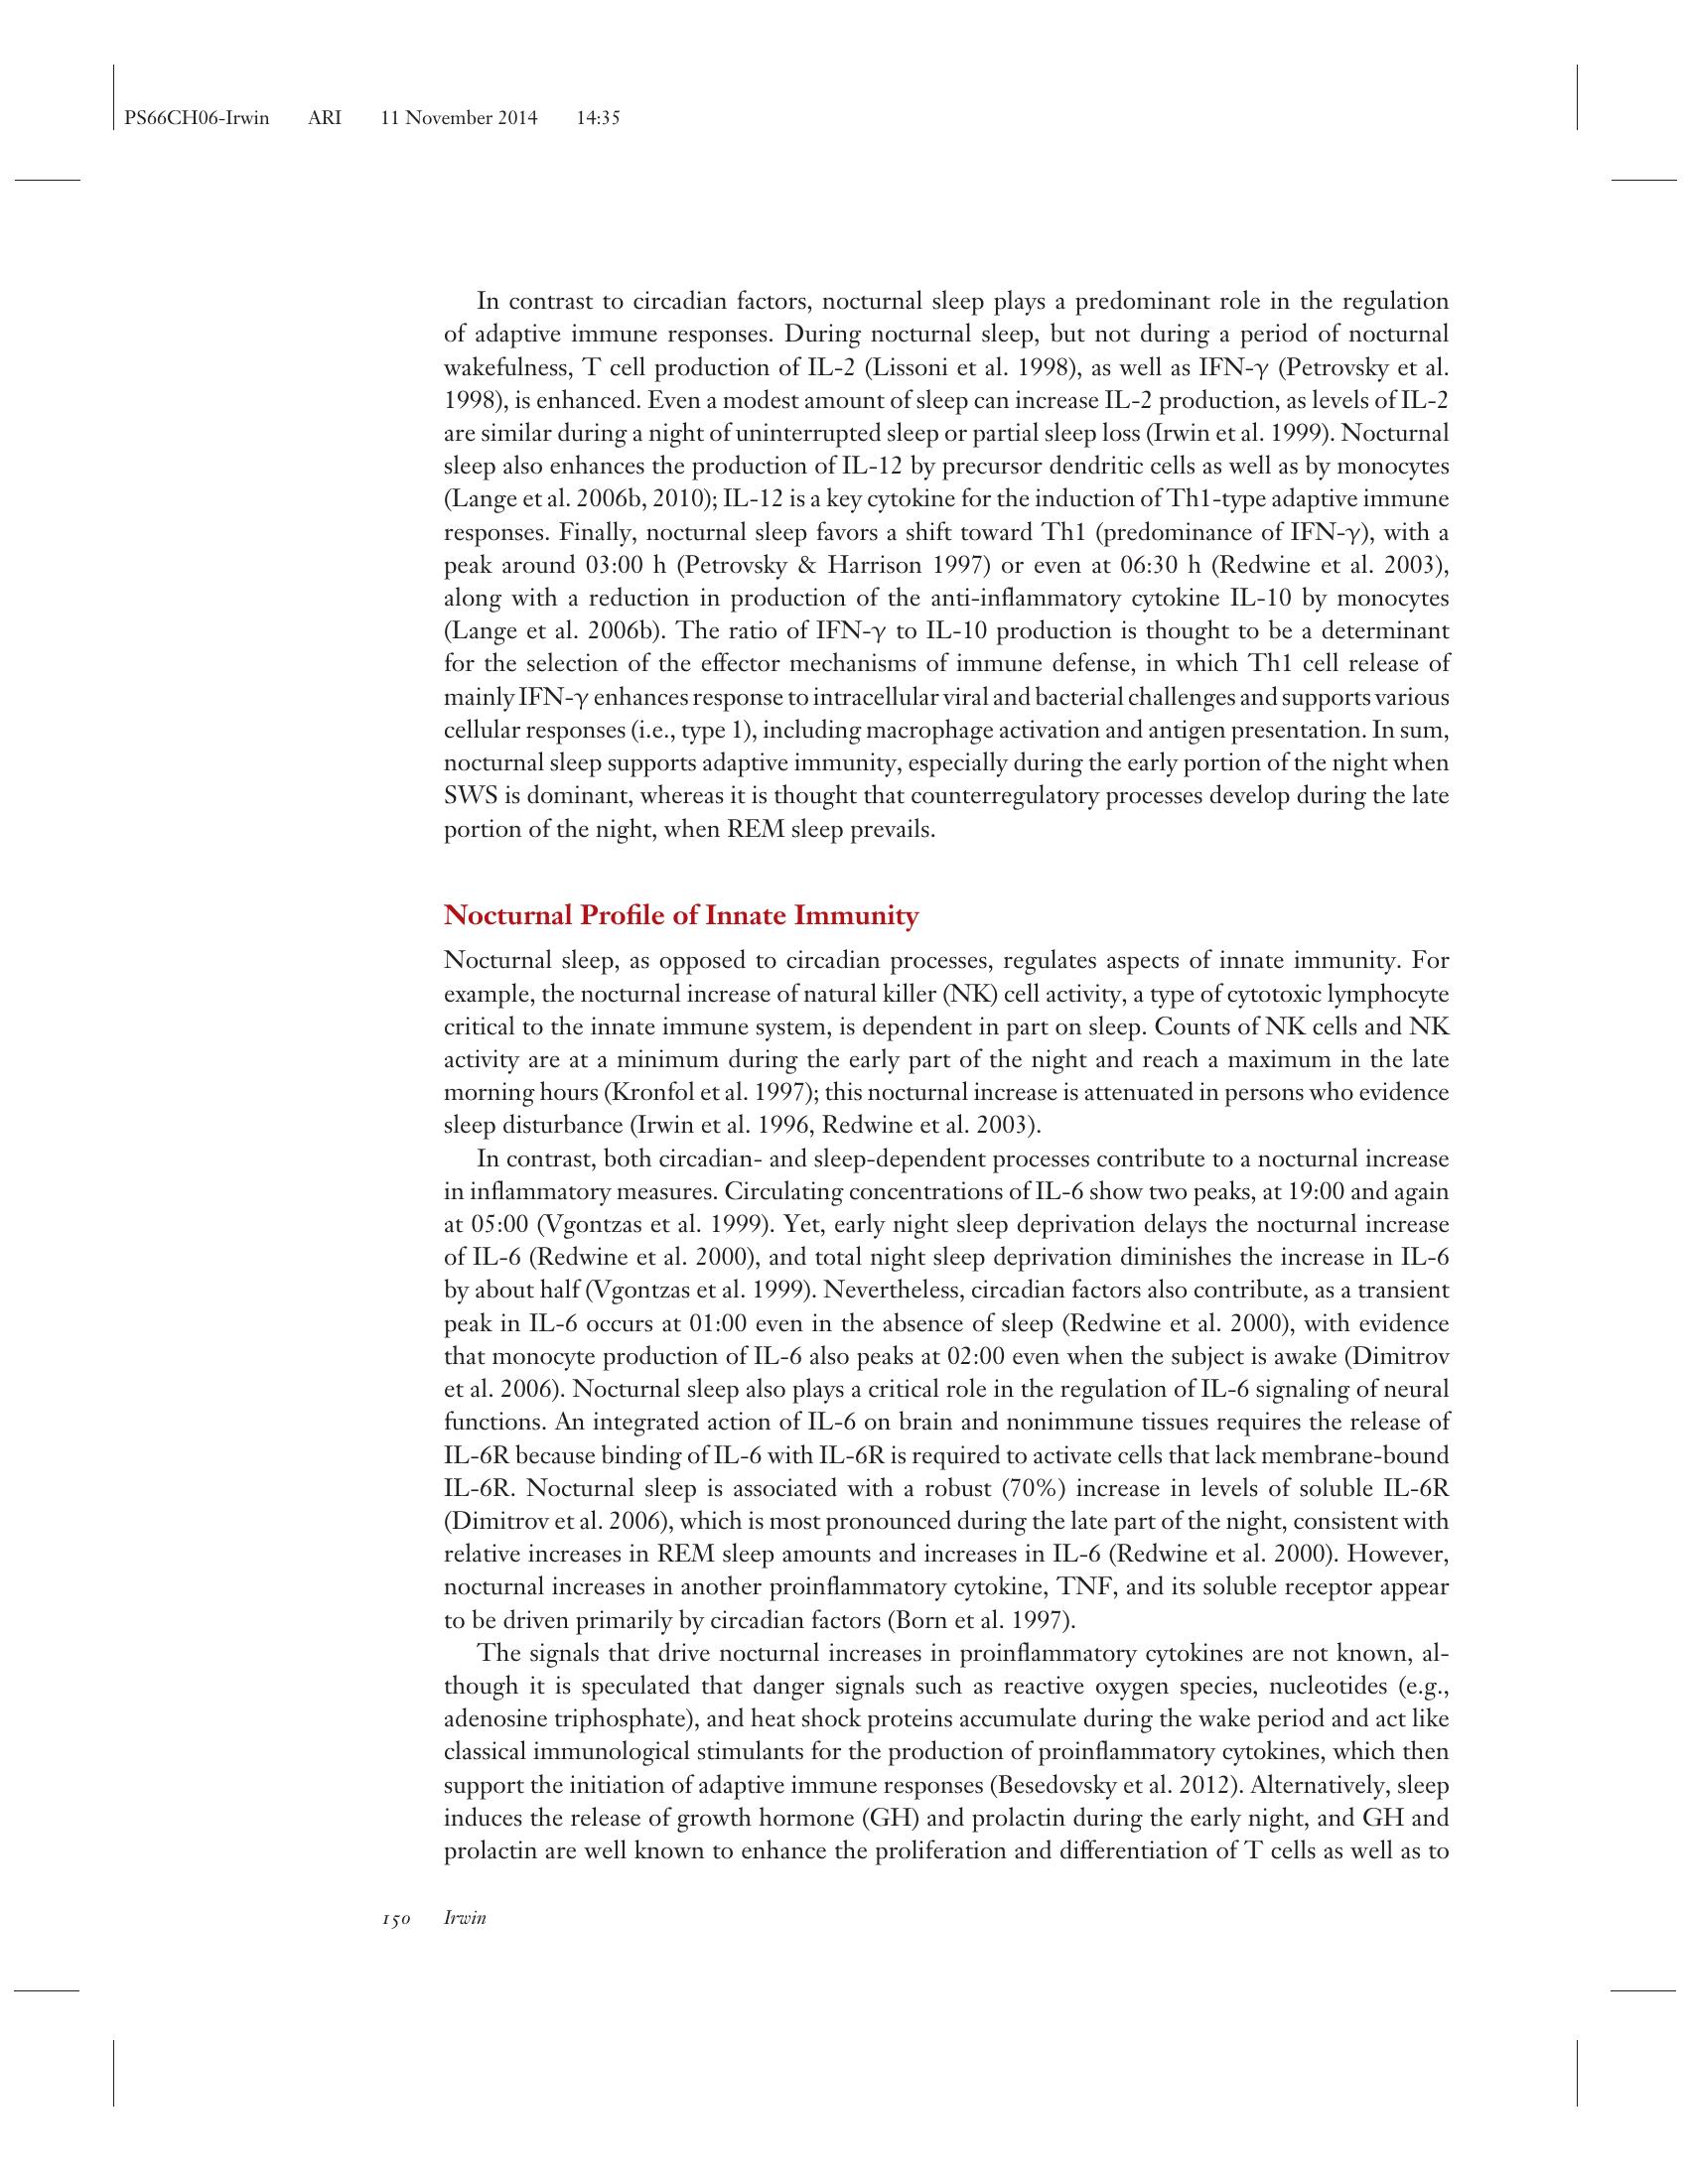 PS66CH06-Irwin ARI 11 November 2014 14:35
In contrast to circadian factors, nocturnal sleep plays a predominant role in the regulation
of adaptive immune responses. During nocturnal sleep, but not during a period of nocturnal
wakefulness, T cell production of IL-2 (Lissoni et al. 1998), as well as IFN-γ (Petrovsky et al.
1998), is enhanced. Even a modest amount of sleep can increase IL-2 production, as levels of IL-2
are similar during a night of uninterrupted sleep or partial sleep loss (Irwin et al. 1999). Nocturnal
sleep also enhances the production of IL-12 by precursor dendritic cells as well as by monocytes
(Lange et al. 2006b, 2010); IL-12 is a key cytokine for the induction of Th1-type adaptive immune
responses. Finally, nocturnal sleep favors a shift toward Th1 (predominance of IFN-γ), with a
peak around 03:00 h (Petrovsky & Harrison 1997) or even at 06:30 h (Redwine et al. 2003),
along with a reduction in production of the anti-inflammatory cytokine IL-10 by monocytes
(Lange et al. 2006b). The ratio of IFN-γ to IL-10 production is thought to be a determinant
for the selection of the effector mechanisms of immune defense, in which Th1 cell release of
mainly IFN-γ enhances response to intracellular viral and bacterial challenges and supports various
cellular responses (i.e., type 1), including macrophage activation and antigen presentation. In sum,
nocturnal sleep supports adaptive immunity, especially during the early portion of the night when
SWS is dominant, whereas it is thought that counterregulatory processes develop during the late
portion of the night, when REM sleep prevails.
Nocturnal Profile of Innate Immunity
Nocturnal sleep, as opposed to circadian processes, regulates aspects of innate immunity. For
example, the nocturnal increase of natural killer (NK) cell activity, a type of cytotoxic lymphocyte
critical to the innate immune system, is dependent in part on sleep. Counts of NK cells and NK
activity are at a minimum during the early part of the night and reach a maximum in the late
morning hours (Kronfol et al. 1997); this nocturnal increase is attenuated in persons who evidence
sleep disturbance (Irwin et al. 1996, Redwine et al. 2003).
In contrast, both circadian- and sleep-dependent processes contribute to a nocturnal increase
in inflammatory measures. Circulating concentrations of IL-6 show two peaks, at 19:00 and again
at 05:00 (Vgontzas et al. 1999). Yet, early night sleep deprivation delays the nocturnal increase
of IL-6 (Redwine et al. 2000), and total night sleep deprivation diminishes the increase in IL-6
by about half (Vgontzas et al. 1999). Nevertheless, circadian factors also contribute, as a transient
peak in IL-6 occurs at 01:00 even in the absence of sleep (Redwine et al. 2000), with evidence
that monocyte production of IL-6 also peaks at 02:00 even when the subject is awake (Dimitrov
et al. 2006). Nocturnal sleep also plays a critical role in the regulation of IL-6 signaling of neural
functions. An integrated action of IL-6 on brain and nonimmune tissues requires the release of
IL-6R because binding of IL-6 with IL-6R is required to activate cells that lack membrane-bound
IL-6R. Nocturnal sleep is associated with a robust (70%) increase in levels of soluble IL-6R
(Dimitrov et al. 2006), which is most pronounced during the late part of the night, consistent with
relative increases in REM sleep amounts and increases in IL-6 (Redwine et al. 2000). However,
nocturnal increases in another proinflammatory cytokine, TNF, and its soluble receptor appear
to be driven primarily by circadian factors (Born et al. 1997).
The signals that drive nocturnal increases in proinflammatory cytokines are not known, al-
though it is speculated that danger signals such as reactive oxygen species, nucleotides (e.g.,
adenosine triphosphate), and heat shock proteins accumulate during the wake period and act like
classical immunological stimulants for the production of proinflammatory cytokines, which then
support the initiation of adaptive immune responses (Besedovsky et al. 2012). Alternatively, sleep
induces the release of growth hormone (GH) and prolactin during the early night, and GH and
prolactin are well known to enhance the proliferation and differentiation of T cells as well as to
150 Irwin